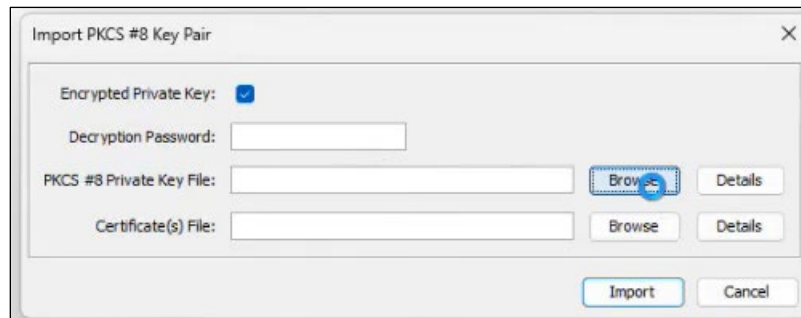 Import PKCS #8 Key Pair
Encrypted Private Key:
Decryption Password:
PKCS #8 Private Key File: Browse Details
Certificate(s) File: Browse Details
Import Cancel